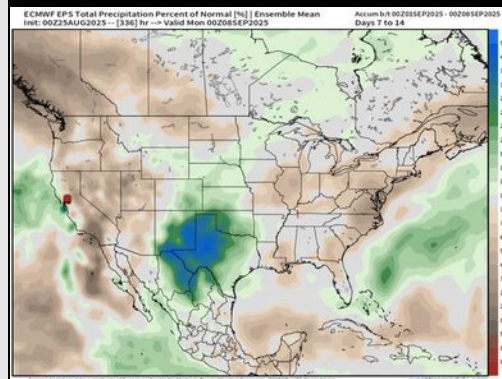 ECMWF EPS Total Precipitation Percent of Normal [%] | Ensemble Mean
Init: 00Z25AUG2025 -- [336] hr --> Valid Mon 00Z08SEP2025
Accum b/t 00Z01SEP2025 - 00Z08SEP2025
Days 7 to 14